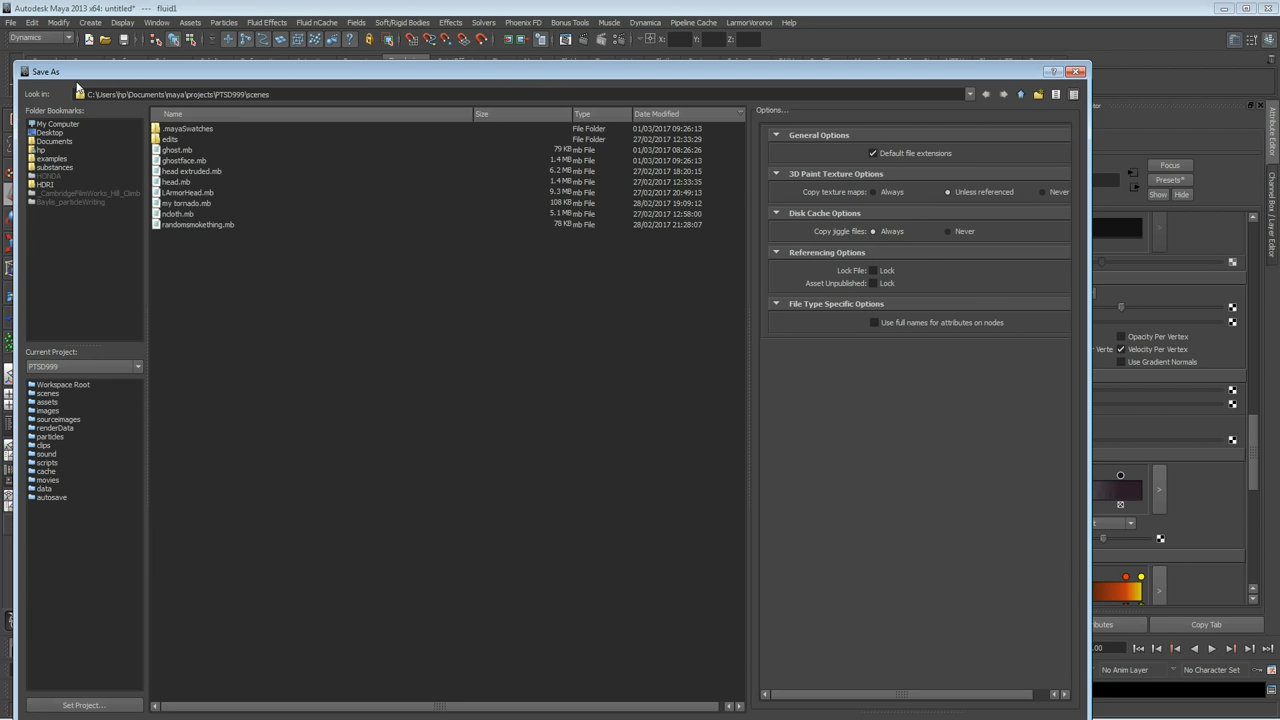 Autodesk Maya 2013 x64: untitled* --- fluid1
File Edit Modify Create Display Window Assets Particles Fluid Effects Fluid nCache Fields Soft/Rigid Bodies Effects Solvers Phoenix FD Bonus Tools Muscle Dynamica Pipeline Cache LarmorVoronoi Help
Dynamics X: Y: Z:
Save As
Look in: C:\Users\hp\Documents\maya\projects\PTSD999\scenes
Folder Bookmarks:
My Computer
Desktop
Documents
hp
examples
substances
HONDA
HDRI
_CambridgeFilmWorks_Hill_Climb
Baylis_particleWriting
Name Size Type Date Modified
.mayaSwatches File Folder 01/03/2017 09:26:13
edits File Folder 27/02/2017 12:33:29
ghost.mb 79 KB mb File 01/03/2017 08:26:26
ghostface.mb 1.4 MB mb File 01/03/2017 09:26:13
head extruded.mb 6.2 MB mb File 27/02/2017 18:20:15
head.mb 1.4 MB mb File 27/02/2017 12:33:35
LArmorHead.mb 9.3 MB mb File 27/02/2017 20:49:13
my tornado.mb 108 KB mb File 28/02/2017 19:09:12
ncloth.mb 5.1 MB mb File 27/02/2017 12:58:00
randomsmokething.mb 78 KB mb File 28/02/2017 21:28:07
Options...
General Options
Default file extensions
3D Paint Texture Options
Copy texture maps: Always Unless referenced Never
Disk Cache Options
Copy jiggle files: Always Never
Referencing Options
Lock File: Lock
Asset Unpublished: Lock
File Type Specific Options
Use full names for attributes on nodes
Current Project:
PTSD999
Workspace Root
scenes
assets
images
sourceimages
renderData
particles
clips
sound
scripts
cache
movies
data
autosave
Set Project...
Focus
Presets*
Show Hide
Opacity Per Vertex
Velocity Per Vertex
Use Gradient Normals
Copy Tab
No Anim Layer No Character Set
Attribute Editor
Channel Box / Layer Editor